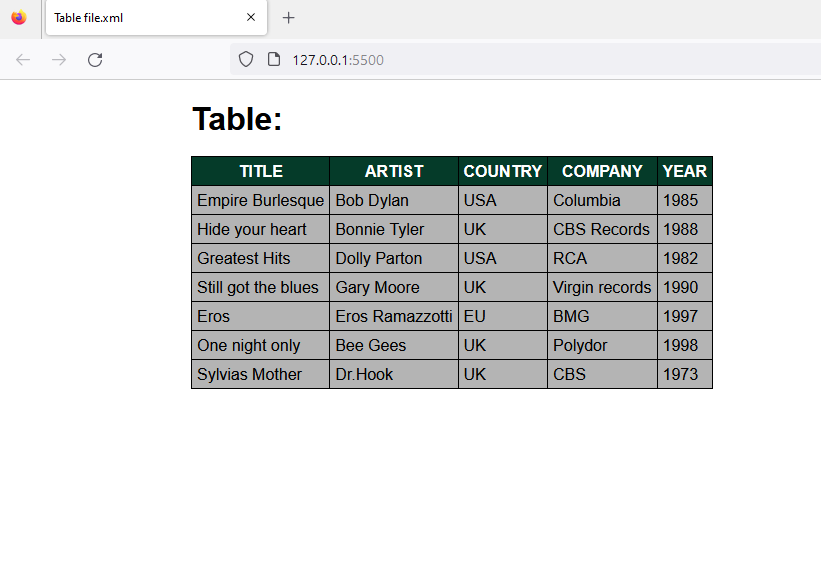 Table file.xml
127.0.0.1:5500
Table:
TITLE ARTIST COUNTRY COMPANY YEAR
Empire Burlesque Bob Dylan USA Columbia 1985
Hide your heart Bonnie Tyler UK CBS Records 1988
Greatest Hits Dolly Parton USA RCA 1982
Still got the blues Gary Moore UK Virgin records 1990
Eros Eros Ramazzotti EU BMG 1997
One night only Bee Gees UK Polydor 1998
Sylvias Mother Dr.Hook UK CBS 1973